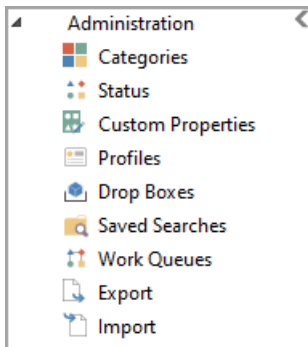 Administration
Categories
Status
Custom Properties
Profiles
Drop Boxes
Saved Searches
Work Queues
Export
Import